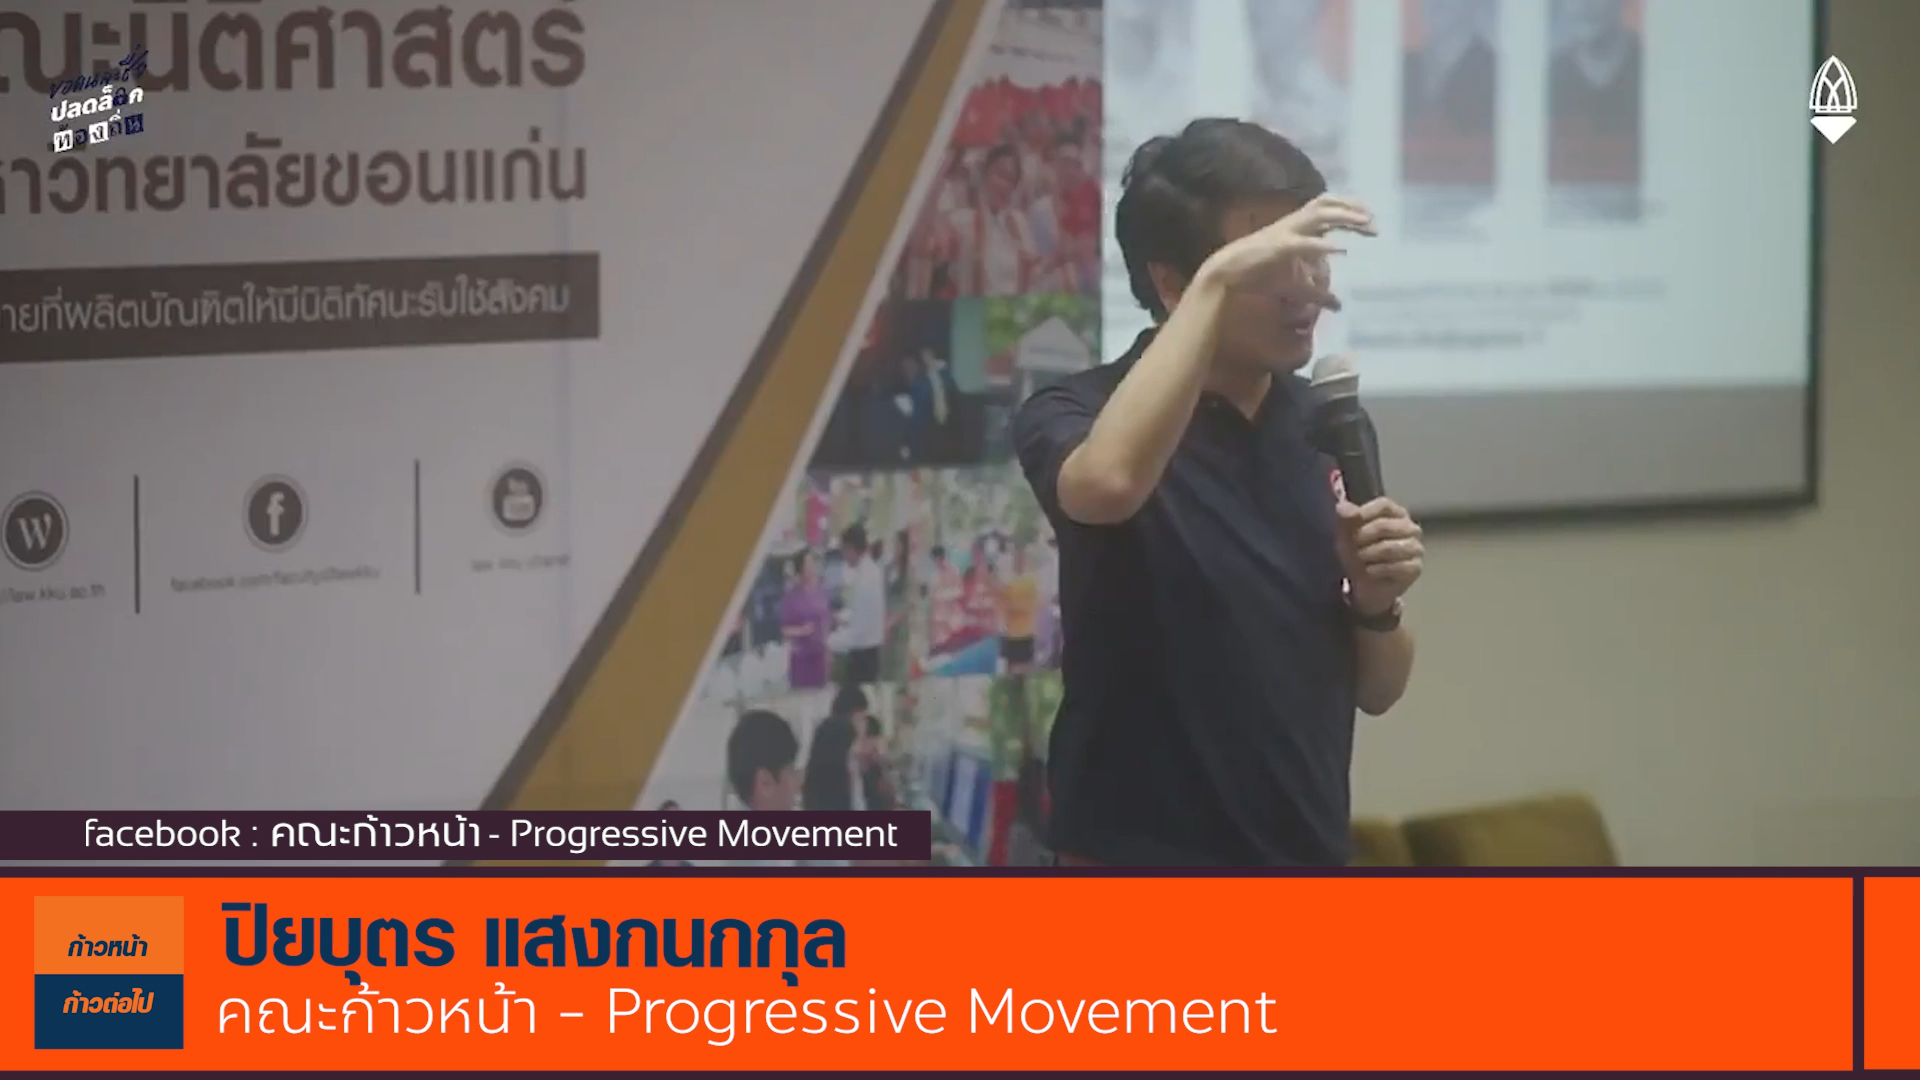 ณะนิติศาสตร์
ปลดล็อก
ท้องถิ่น
าวิทยาลัยขอนแก่น
ายที่ผลิตบัณฑิตให้มีนิติทัศนะรับใช้สังคม
W
f
facebook : คณะก้าวหน้า - Progressive Movement
ก้าวหน้า
ก้าวต่อไป
ปิยบุตร แสงกนกกุล
คณะก้าวหน้า - Progressive Movement